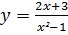 y = (2x+3)/(x²−1)